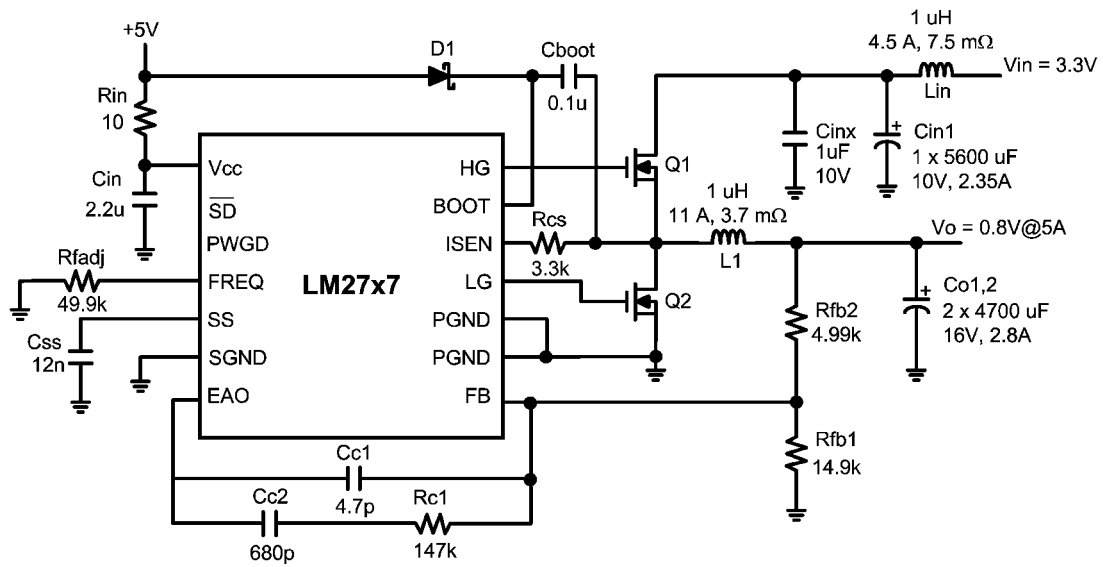 +5V
D1
Cboot
0.1u
1 uH
4.5 A, 7.5 mΩ
Lin
Vin = 3.3V
Rin
10
Cin
2.2u
Cinx
1uF
10V
+
Cin1
1 x 5600 uF
10V, 2.35A
Vcc
SD
PWGD
FREQ
SS
SGND
EAO
LM27x7
HG
BOOT
ISEN
LG
PGND
PGND
FB
Q1
Q2
Rcs
3.3k
1 uH
11 A, 3.7 mΩ
L1
Vo = 0.8V@5A
+
Co1,2
2 x 4700 uF
16V, 2.8A
Rfadj
49.9k
Css
12n
Rfb2
4.99k
Rfb1
14.9k
Cc1
4.7p
Cc2
680p
Rc1
147k